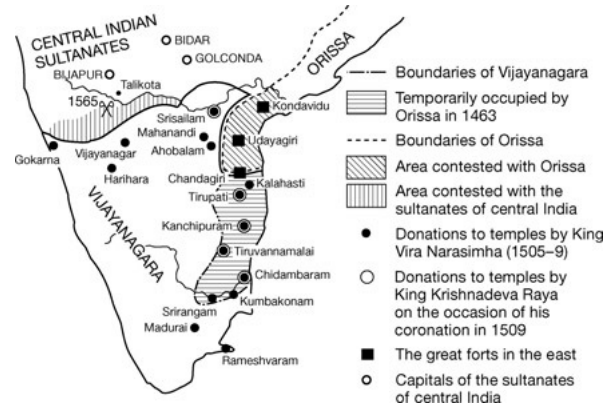 CENTRAL INDIAN
SULTANATES
BIDAR
GOLCONDA
BIJAPUR
Talikota
1565
ORISSA
Srisailam
Kondavidu
Mahanandi
Udayagiri
Gokarna
Vijayanagar
Ahobalam
Harihara
Chandagiri
Kalahasti
Tirupati
VIJAYANAGARA
Kanchipuram
Tiruvannamalai
Chidambaram
Srirangam
Kumbakonam
Madurai
Rameshvaram
Boundaries of Vijayanagara
Temporarily occupied by
Orissa in 1463
Boundaries of Orissa
Area contested with Orissa
Area contested with the
sultanates of central India
Donations to temples by King
Vira Narasimha (1505–9)
Donations to temples by
King Krishnadeva Raya
on the occasion of his
coronation in 1509
The great forts in the east
Capitals of the sultanates
of central India